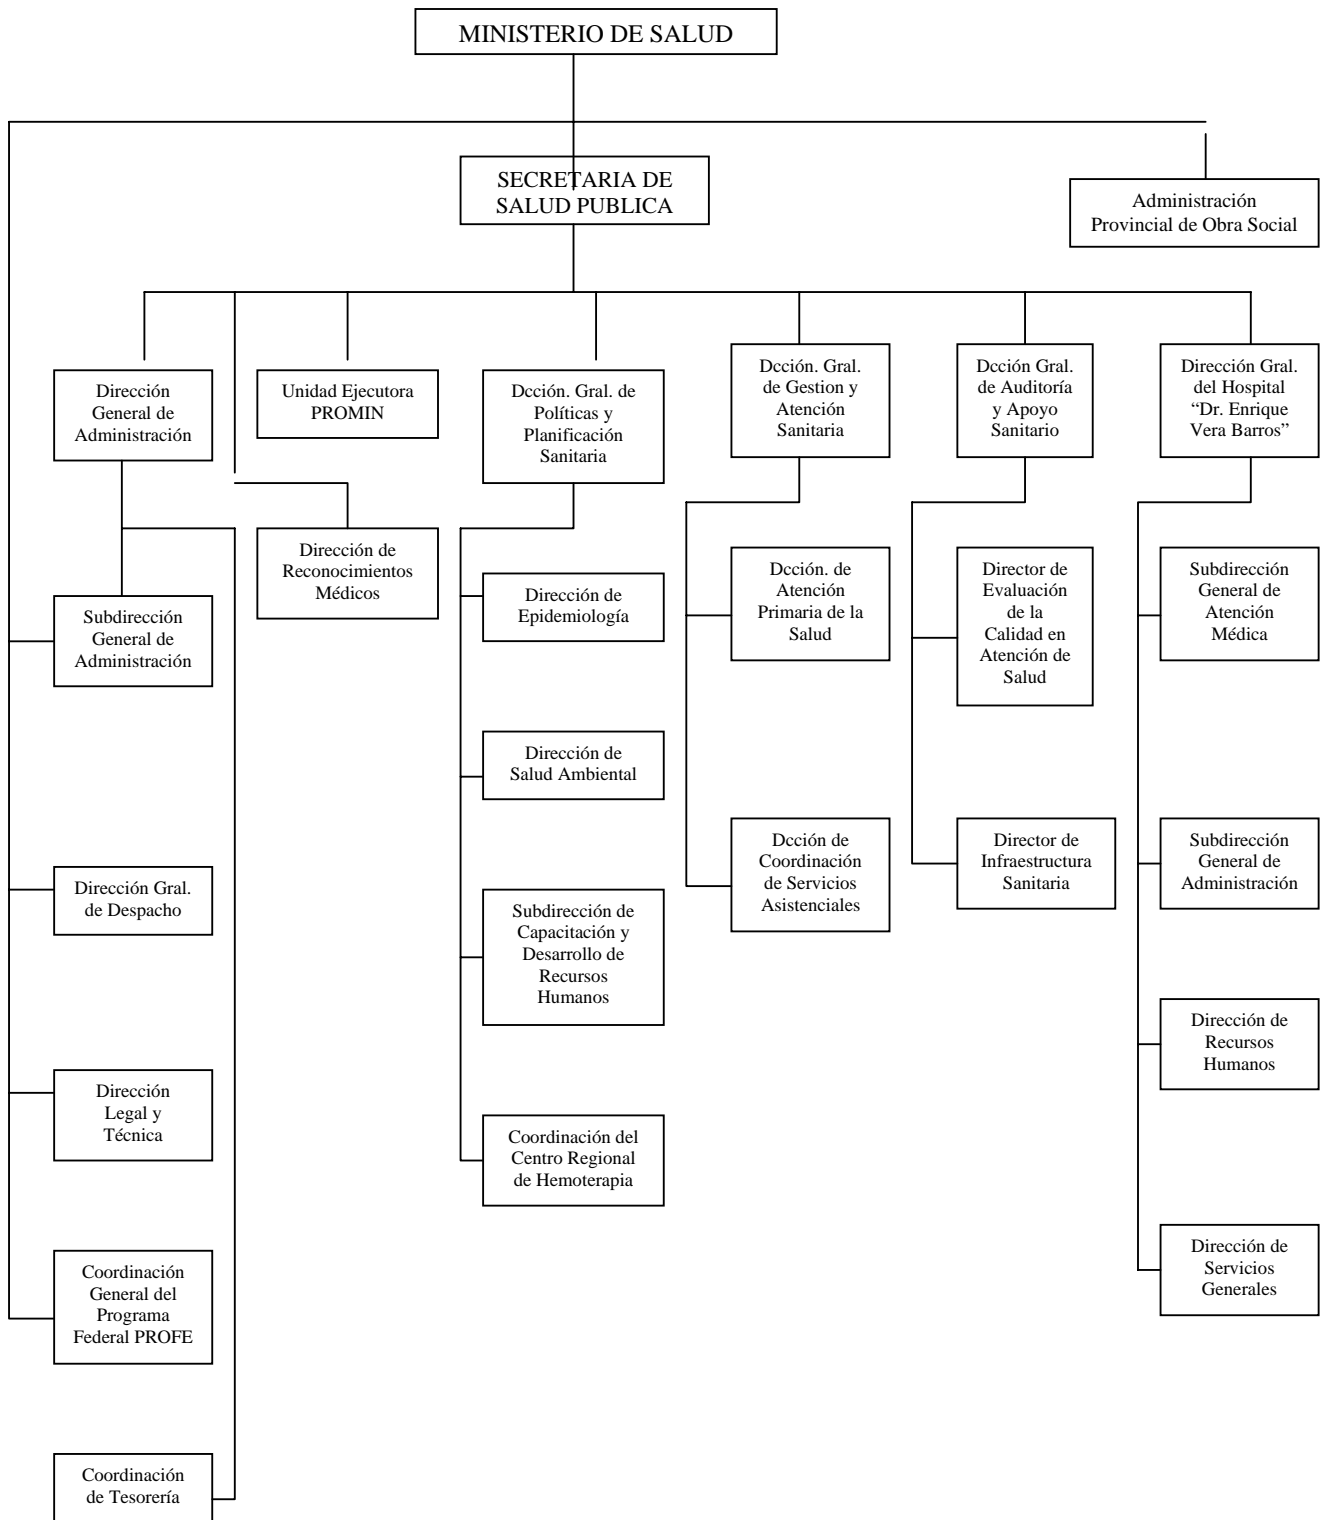 MINISTERIO DE SALUD
SECRETARIA DE
SALUD PUBLICA
Administración
Provincial de Obra Social
Dirección
General de
Administración
Unidad Ejecutora
PROMIN
Dcción. Gral. de
Políticas y
Planificación
Sanitaria
Dcción. Gral.
de Gestion y
Atención
Sanitaria
Dcción Gral.
de Auditoría
y Apoyo
Sanitario
Dirección Gral.
del Hospital
“Dr. Enrique
Vera Barros”
Subdirección
General de
Administración
Dirección de
Reconocimientos
Médicos
Dirección de
Epidemiología
Dcción. de
Atención
Primaria de la
Salud
Director de
Evaluación
de la
Calidad en
Atención de
Salud
Subdirección
General de
Atención
Médica
Dirección de
Salud Ambiental
Dirección Gral.
de Despacho
Subdirección de
Capacitación y
Desarrollo de
Recursos
Humanos
Dcción de
Coordinación
de Servicios
Asistenciales
Director de
Infraestructura
Sanitaria
Subdirección
General de
Administración
Dirección
Legal y
Técnica
Coordinación del
Centro Regional
de Hemoterapia
Dirección de
Recursos
Humanos
Coordinación
General del
Programa
Federal PROFE
Dirección de
Servicios
Generales
Coordinación
de Tesorería